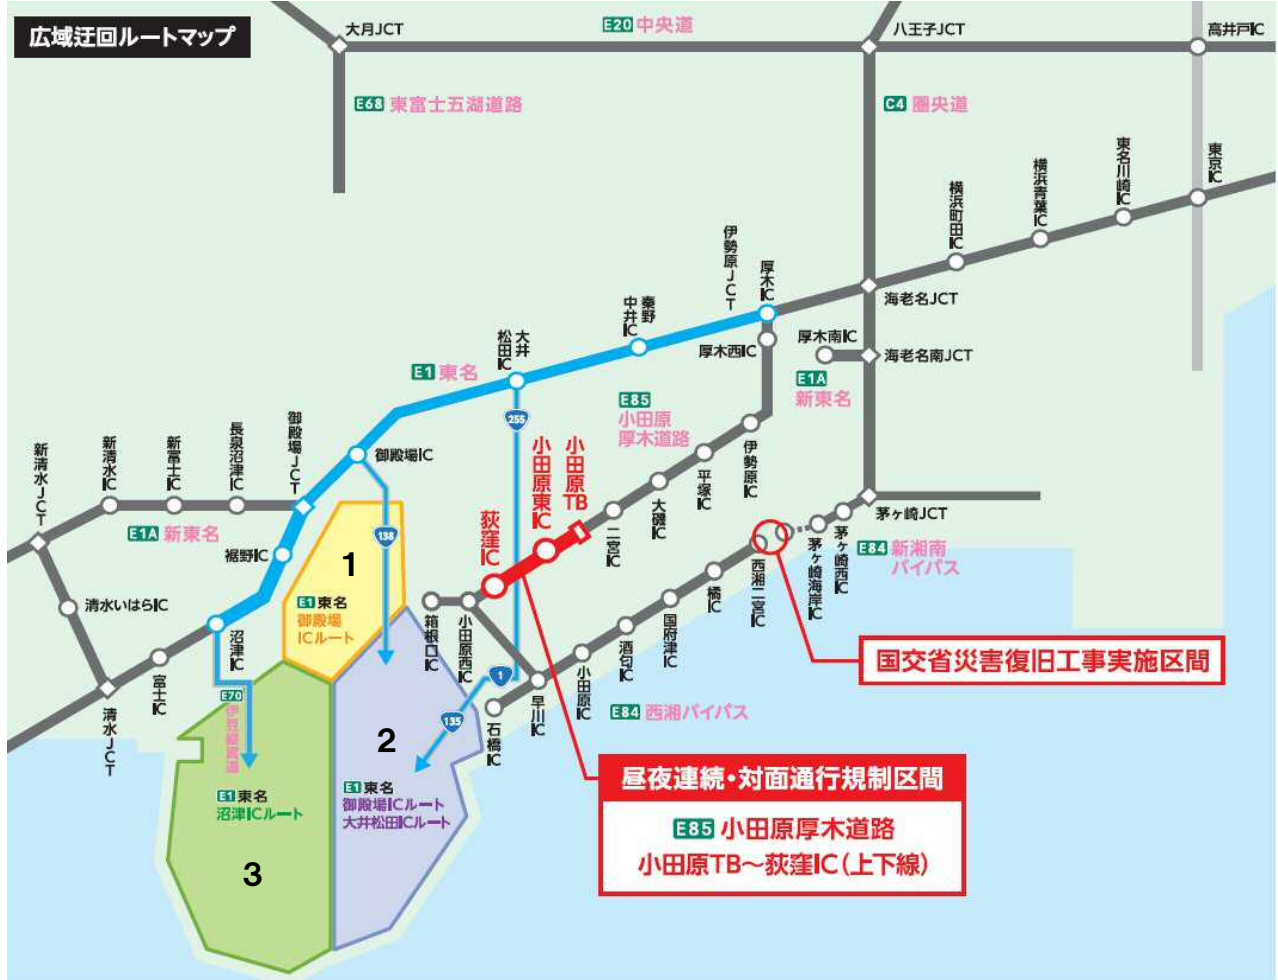 広域迂回ルートマップ
大月JCT
E20 中央道
八王子JCT
高井戸IC
E68 東富士五湖道路
C4 圏央道
東京IC
東名川崎IC
横浜青葉IC
横浜町田IC
海老名JCT
伊勢原JCT
厚木IC
厚木西IC
厚木南IC
海老名南JCT
E1A
新東名
秦野
中井IC
大井
松田IC
E1 東名
255
E85
小田原
厚木道路
伊勢原IC
平塚IC
大磯IC
二宮IC
小田原TB
小田原東IC
荻窪IC
御殿場IC
御殿場JCT
長泉沼津IC
新富士IC
新清水IC
新清水JCT
E1A 新東名
裾野IC
138
1
E1 東名
御殿場
ICルート
清水いはらIC
沼津IC
富士IC
清水JCT
箱根口IC
小田原西IC
茅ヶ崎JCT
茅ヶ崎西IC
茅ヶ崎海岸IC
E84 新湘南
バイパス
西湘二宮IC
橘IC
国府津IC
酒匂IC
小田原IC
早川IC
石橋IC
E84 西湘バイパス
国交省災害復旧工事実施区間
1
135
E70
伊豆縦貫道
2
E1 東名
御殿場ICルート
大井松田ICルート
E1 東名
沼津ICルート
3
昼夜連続・対面通行規制区間
E85 小田原厚木道路
小田原TB～荻窪IC（上下線）